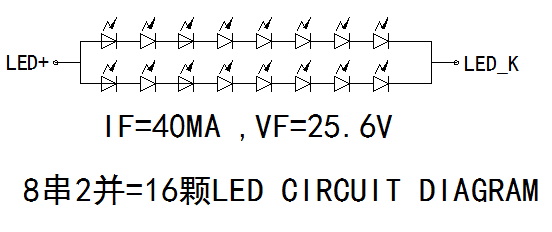 LED+
LED_K
IF=40MA ,VF=25.6V
8串2并=16颗LED CIRCUIT DIAGRAM